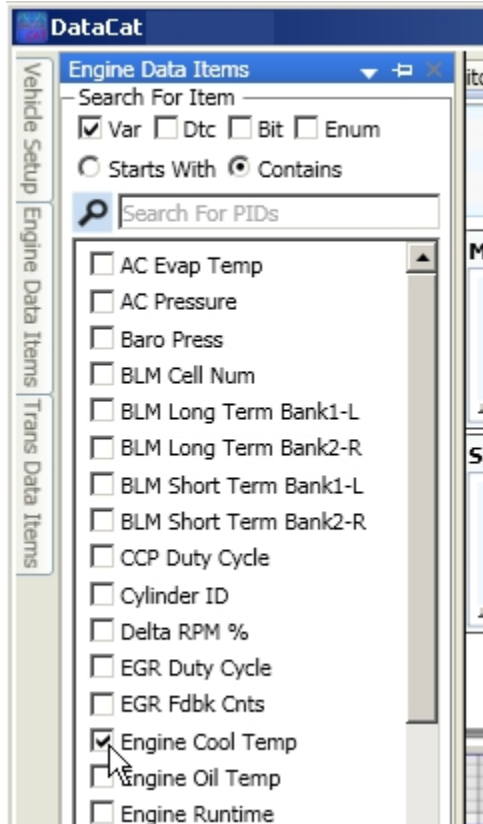 DataCat
Vehicle Setup
Engine Data Items
Trans Data Items
Engine Data Items
Search For Item
Var Dtc Bit Enum
Starts With Contains
Search For PIDs
AC Evap Temp
AC Pressure
Baro Press
BLM Cell Num
BLM Long Term Bank1-L
BLM Long Term Bank2-R
BLM Short Term Bank1-L
BLM Short Term Bank2-R
CCP Duty Cycle
Cylinder ID
Delta RPM %
EGR Duty Cycle
EGR Fdbk Cnts
Engine Cool Temp
Engine Oil Temp
Engine Runtime